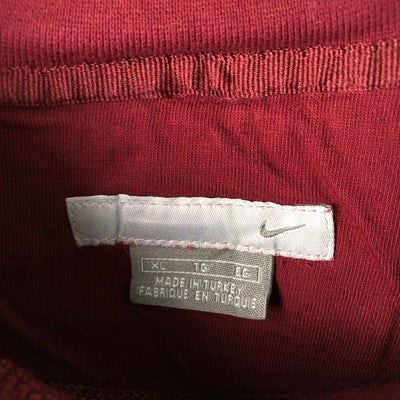 XL TG EG
MADE IN TURKEY
FABRIQUE EN TURQUIE